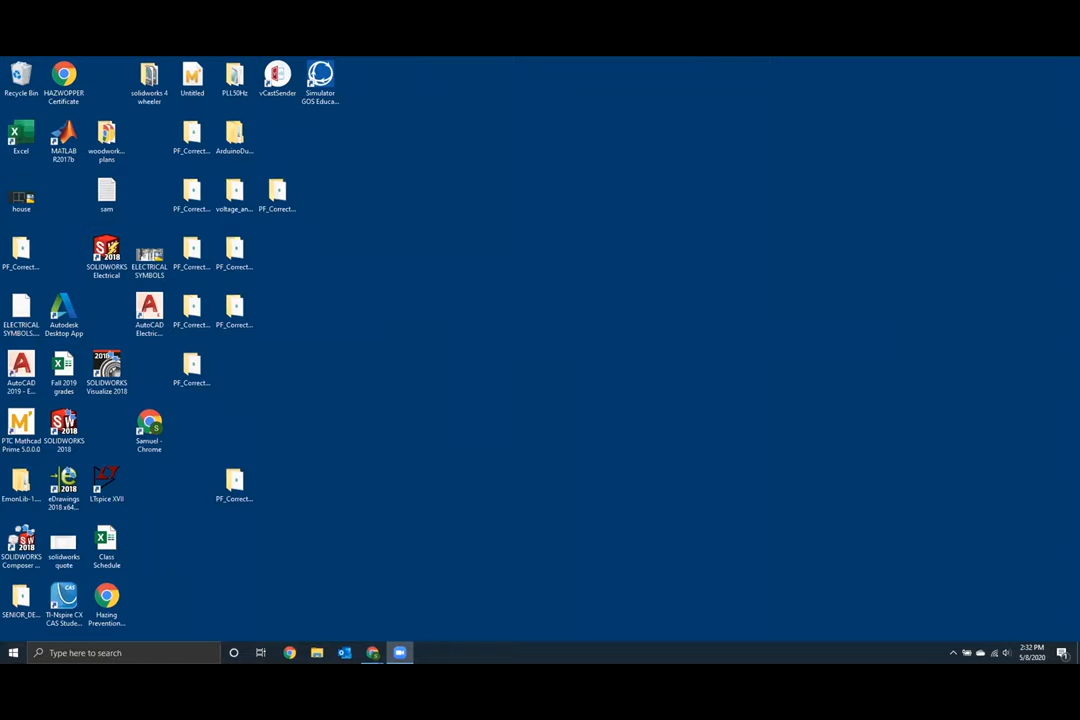 Recycle Bin
HAZWOPPER
Certificate
solidworks 4
wheeler
Untitled
PLL50Hz
vCastSender
Simulator
GOS Educa...
Excel
MATLAB
R2017b
woodwork...
plans
PF_Correct...
ArduinoDu...
house
sam
PF_Correct...
voltage_an...
PF_Correct...
PF_Correct...
SOLIDWORKS
Electrical
ELECTRICAL
SYMBOLS
PF_Correct...
PF_Correct...
ELECTRICAL
SYMBOLS....
Autodesk
Desktop App
AutoCAD
Electric...
PF_Correct...
PF_Correct...
AutoCAD
2019 - E...
Fall 2019
grades
SOLIDWORKS
Visualize 2018
PF_Correct...
PTC Mathcad
Prime 5.0.0.0
SOLIDWORKS
2018
Samuel -
Chrome
EmonLib-1....
eDrawings
2018 x64...
LTspice XVII
PF_Correct...
SOLIDWORKS
Composer ...
solidworks
quote
Class
Schedule
SENIOR_DE...
TI-Nspire CX
CAS Stude...
Hazing
Prevention...
Type here to search
2:32 PM
5/8/2020